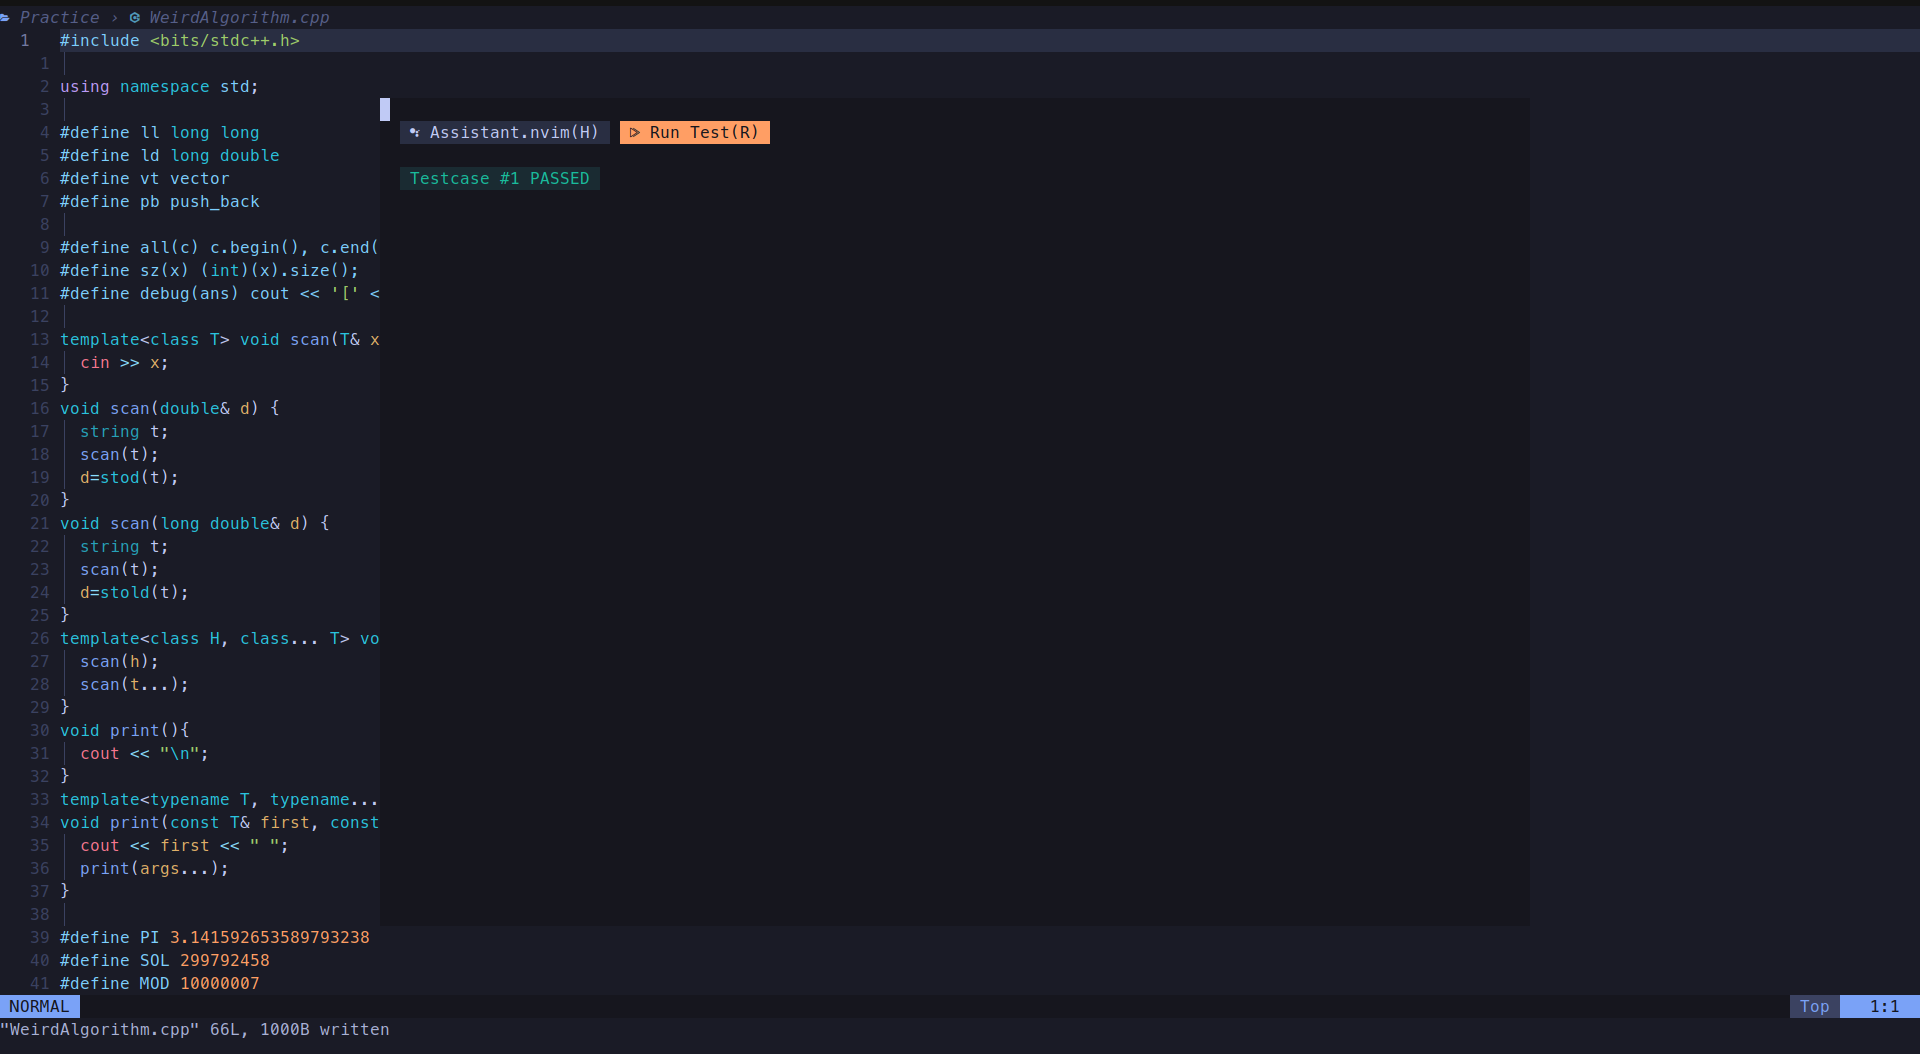 Practice › WeirdAlgorithm.cpp
1 #include <bits/stdc++.h>
1
2 using namespace std;
3
4 #define ll long long
5 #define ld long double
6 #define vt vector
7 #define pb push_back
8
9 #define all(c) c.begin(), c.end(
10 #define sz(x) (int)(x).size();
11 #define debug(ans) cout << '[' <
12
13 template<class T> void scan(T& x
14 cin >> x;
15 }
16 void scan(double& d) {
17 string t;
18 scan(t);
19 d=stod(t);
20 }
21 void scan(long double& d) {
22 string t;
23 scan(t);
24 d=stold(t);
25 }
26 template<class H, class... T> vo
27 scan(h);
28 scan(t...);
29 }
30 void print(){
31 cout << "\n";
32 }
33 template<typename T, typename...
34 void print(const T& first, const
35 cout << first << " ";
36 print(args...);
37 }
38
39 #define PI 3.141592653589793238
40 #define SOL 299792458
41 #define MOD 10000007
Assistant.nvim(H) Run Test(R)
Testcase #1 PASSED
NORMAL Top 1:1
"WeirdAlgorithm.cpp" 66L, 1000B written